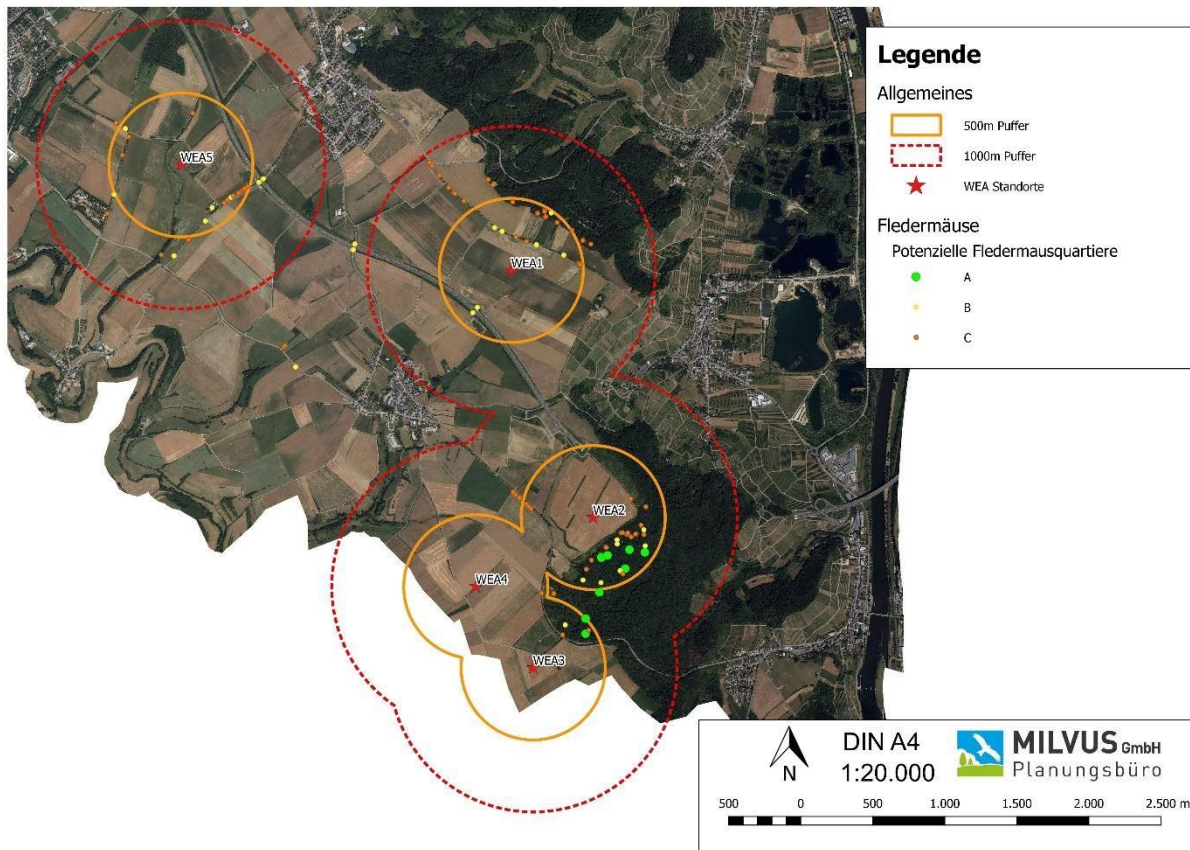 Legende
Allgemeines
500m Puffer
1000m Puffer
WEA Standorte
Fledermäuse
Potenzielle Fledermausquartiere
A
B
C
WEA5
WEA1
WEA2
WEA4
WEA3
N
DIN A4
1:20.000
MILVUS GmbH
Planungsbüro
500 0 500 1.000 1.500 2.000 2.500 m